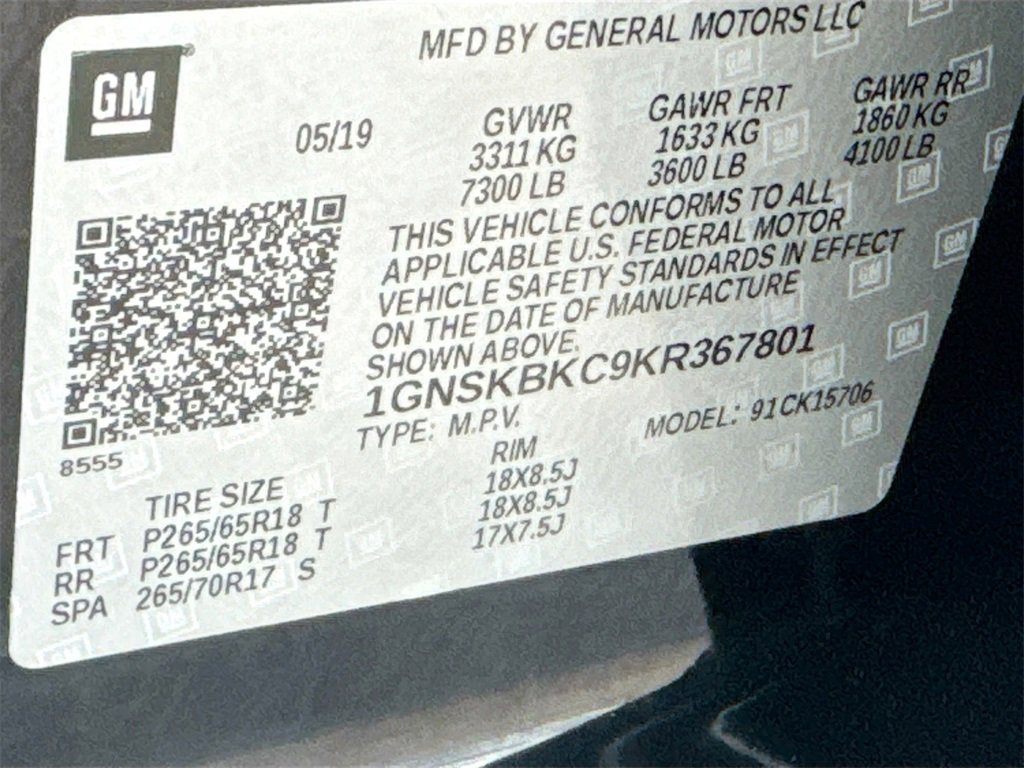 GM
MFD BY GENERAL MOTORS LLC
05/19 GVWR GAWR FRT GAWR RR
3311 KG 1633 KG 1860 KG
7300 LB 3600 LB 4100 LB
THIS VEHICLE CONFORMS TO ALL
APPLICABLE U.S. FEDERAL MOTOR
VEHICLE SAFETY STANDARDS IN EFFECT
ON THE DATE OF MANUFACTURE
SHOWN ABOVE.
1GNSKBKC9KR367801
TYPE: M.P.V. MODEL: 91CK15706
8555
TIRE SIZE RIM
FRT P265/65R18 T 18X8.5J
RR P265/65R18 T 18X8.5J
SPA 265/70R17 S 17X7.5J